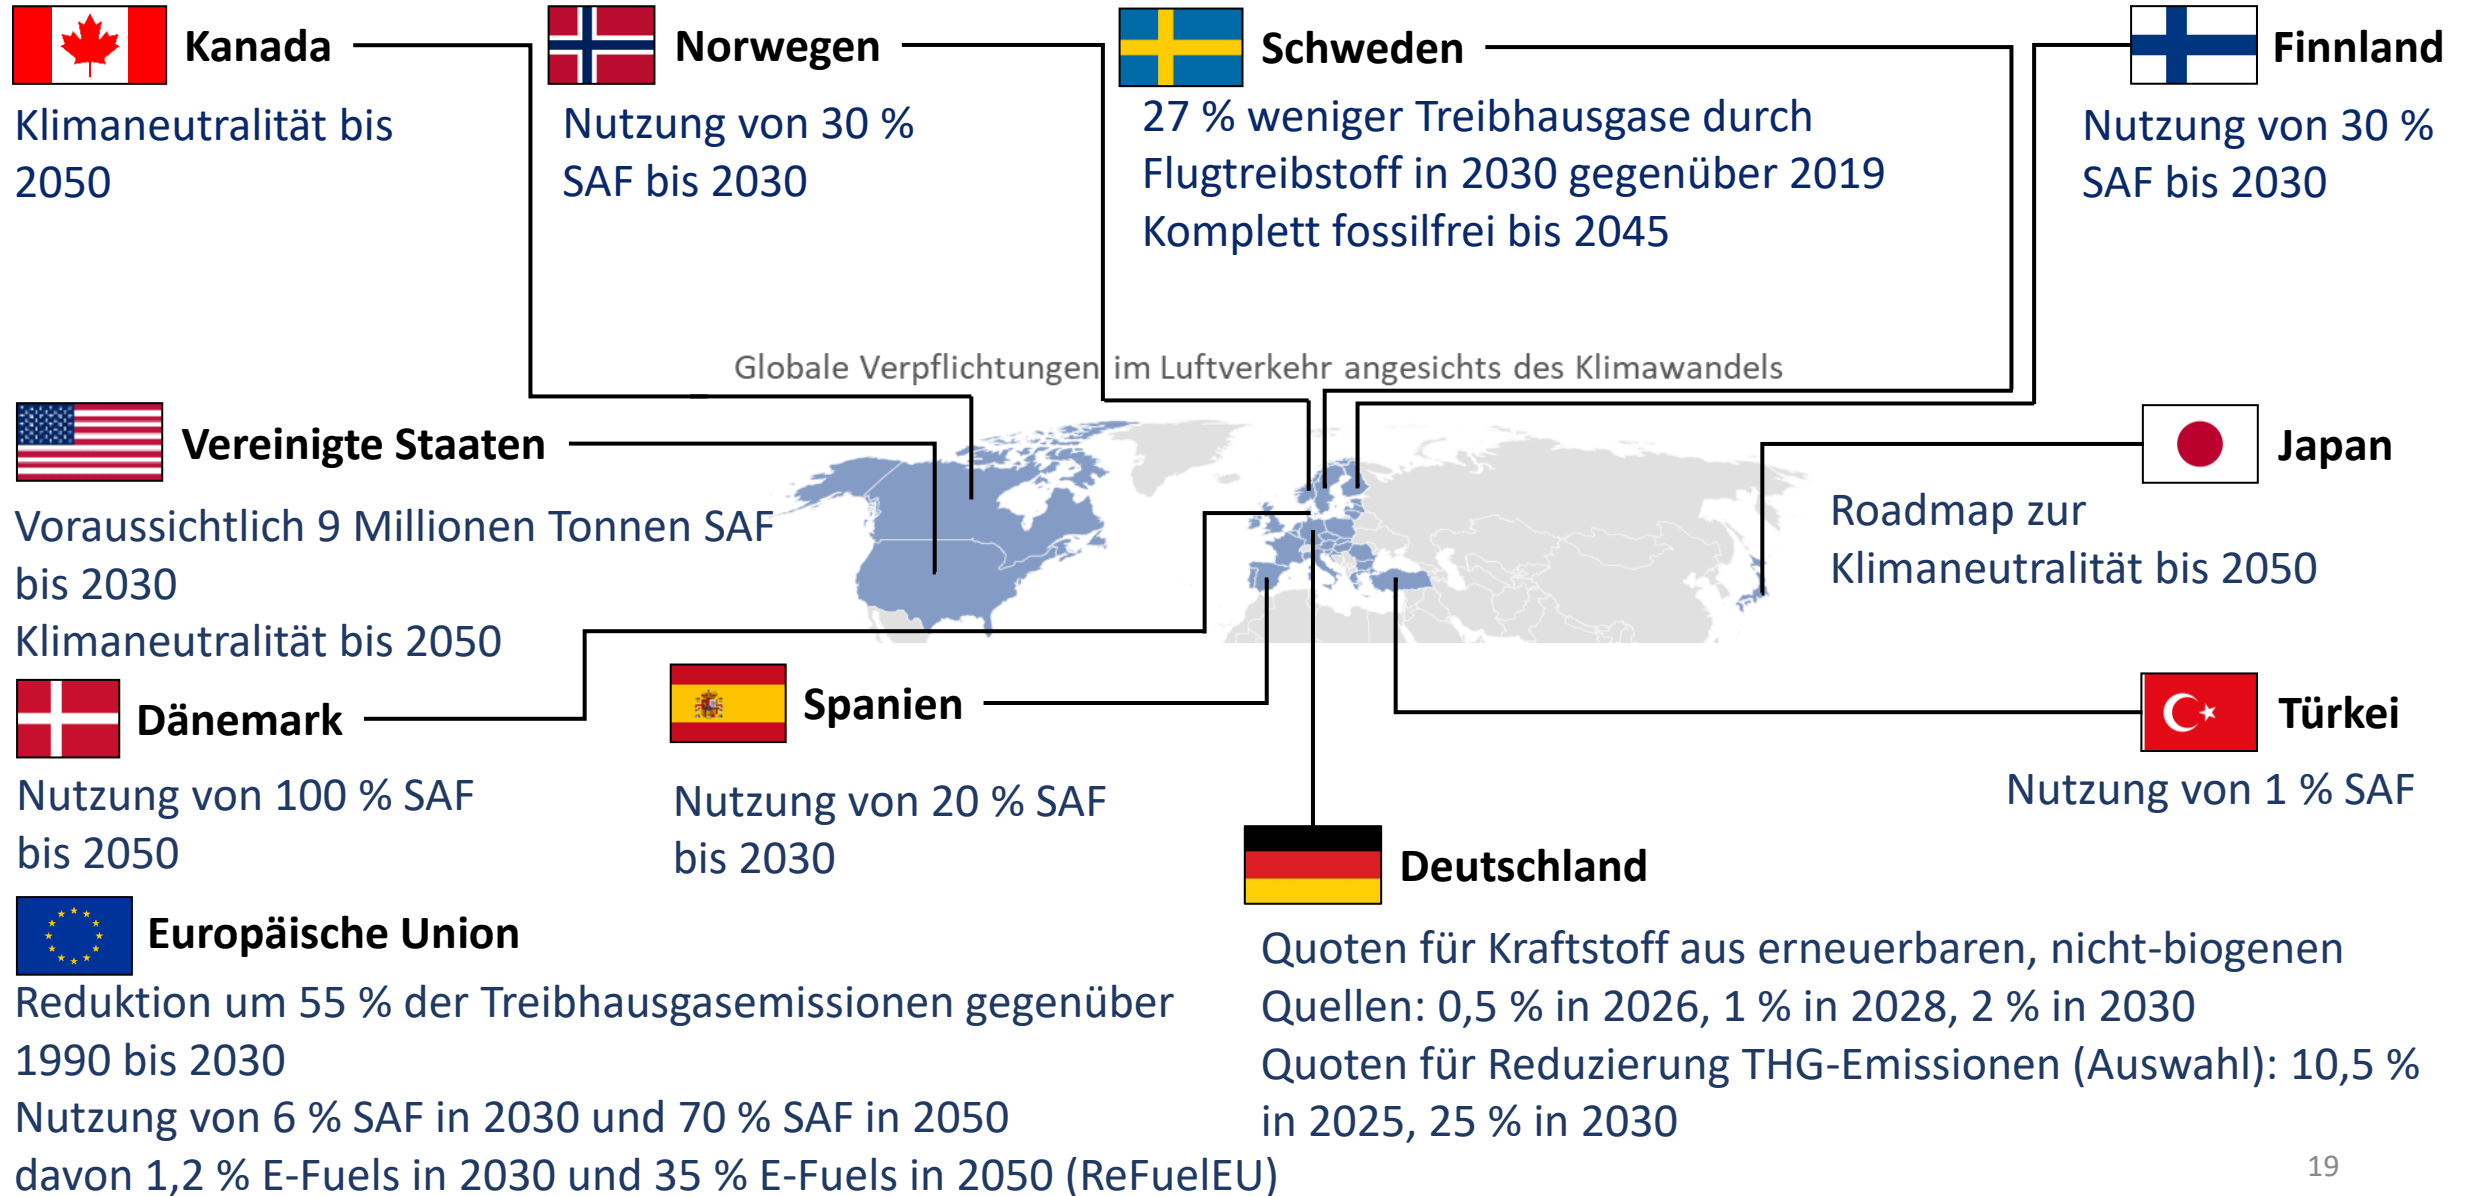 Kanada
Klimaneutralität bis
2050
Norwegen
Nutzung von 30 %
SAF bis 2030
Schweden
27 % weniger Treibhausgase durch
Flugtreibstoff in 2030 gegenüber 2019
Komplett fossilfrei bis 2045
Finnland
Nutzung von 30 %
SAF bis 2030
Globale Verpflichtungen im Luftverkehr angesichts des Klimawandels
Vereinigte Staaten
Voraussichtlich 9 Millionen Tonnen SAF
bis 2030
Klimaneutralität bis 2050
Japan
Roadmap zur
Klimaneutralität bis 2050
Dänemark
Nutzung von 100 % SAF
bis 2050
Spanien
Nutzung von 20 % SAF
bis 2030
Türkei
Nutzung von 1 % SAF
Europäische Union
Reduktion um 55 % der Treibhausgasemissionen gegenüber
1990 bis 2030
Nutzung von 6 % SAF in 2030 und 70 % SAF in 2050
davon 1,2 % E-Fuels in 2030 und 35 % E-Fuels in 2050 (ReFuelEU)
Deutschland
Quoten für Kraftstoff aus erneuerbaren, nicht-biogenen
Quellen: 0,5 % in 2026, 1 % in 2028, 2 % in 2030
Quoten für Reduzierung THG-Emissionen (Auswahl): 10,5 %
in 2025, 25 % in 2030
19